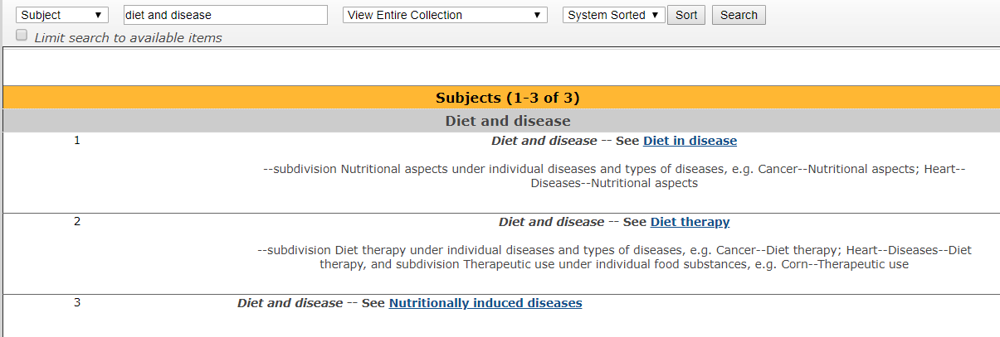 Subject diet and disease View Entire Collection System Sorted Sort Search
Limit search to available items
Subjects (1-3 of 3)
Diet and disease
1 Diet and disease -- See Diet in disease
--subdivision Nutritional aspects under individual diseases and types of diseases, e.g. Cancer--Nutritional aspects; Heart--
Diseases--Nutritional aspects
2 Diet and disease -- See Diet therapy
--subdivision Diet therapy under individual diseases and types of diseases, e.g. Cancer--Diet therapy; Heart--Diseases--Diet
therapy, and subdivision Therapeutic use under individual food substances, e.g. Corn--Therapeutic use
3 Diet and disease -- See Nutritionally induced diseases